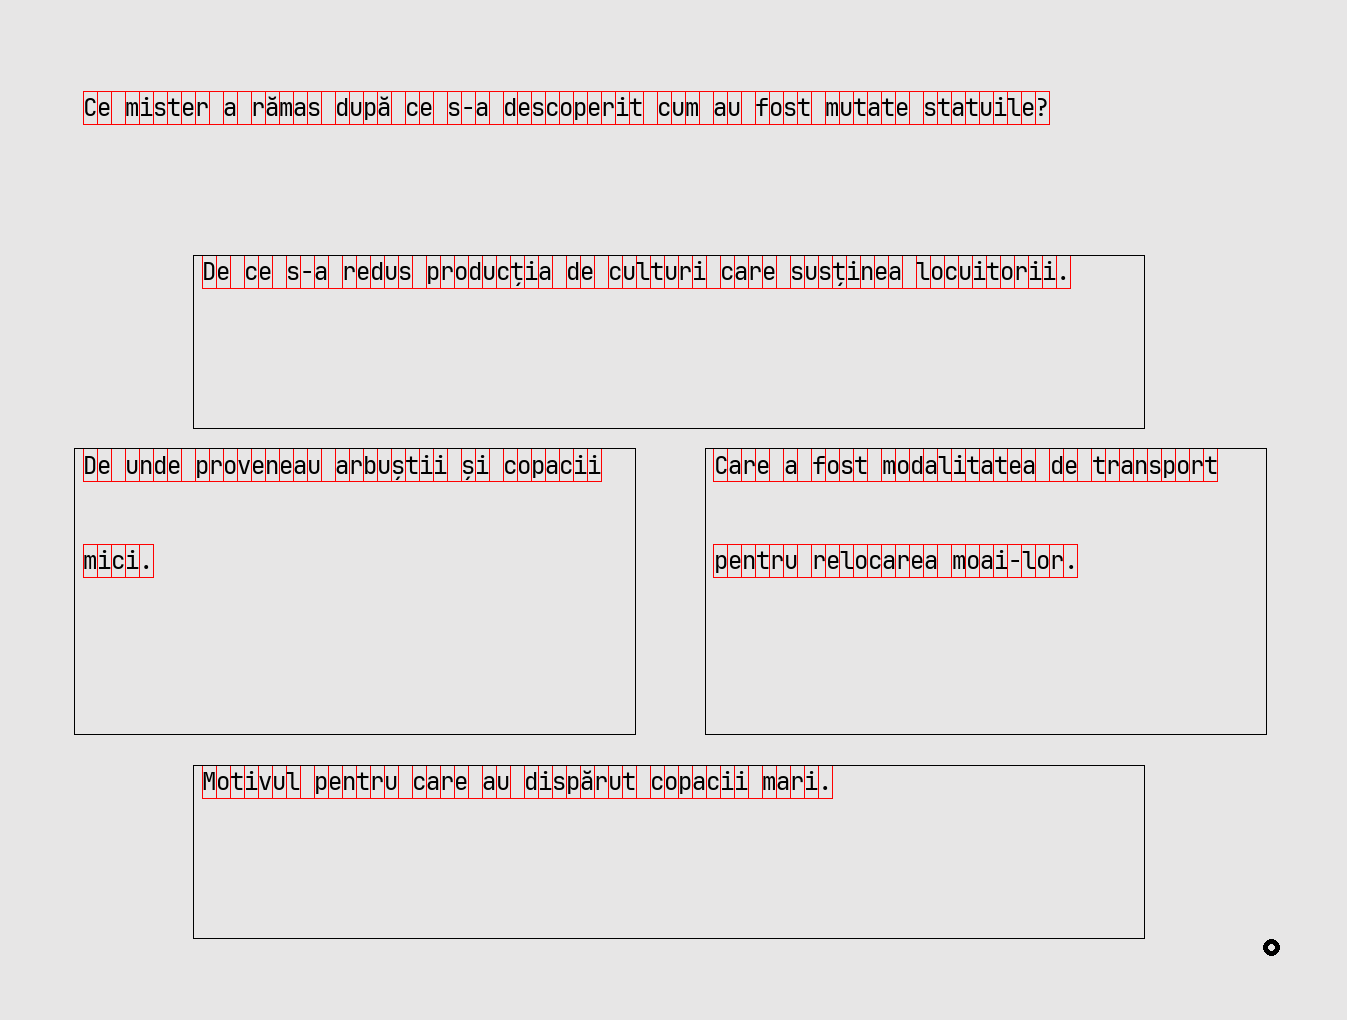 Ce mister a rămas după ce s-a descoperit cum au fost mutate statuile?
De ce s-a redus producția de culturi care susținea locuitorii.
De unde proveneau arbuștii și copacii
mici.
Care a fost modalitatea de transport
pentru relocarea moai-lor.
Motivul pentru care au dispărut copacii mari.